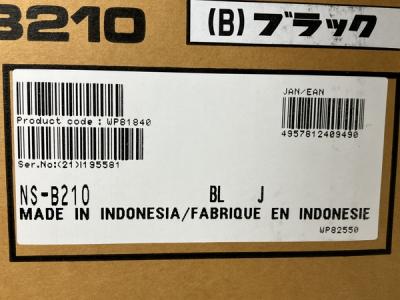 B210
(B)ブラック
Product code : WP81840
JAN/EAN
4957812409490
Ser.No:(21)I195581
NS-B210 BL J
MADE IN INDONESIA/FABRIQUE EN INDONESIE
WP82550